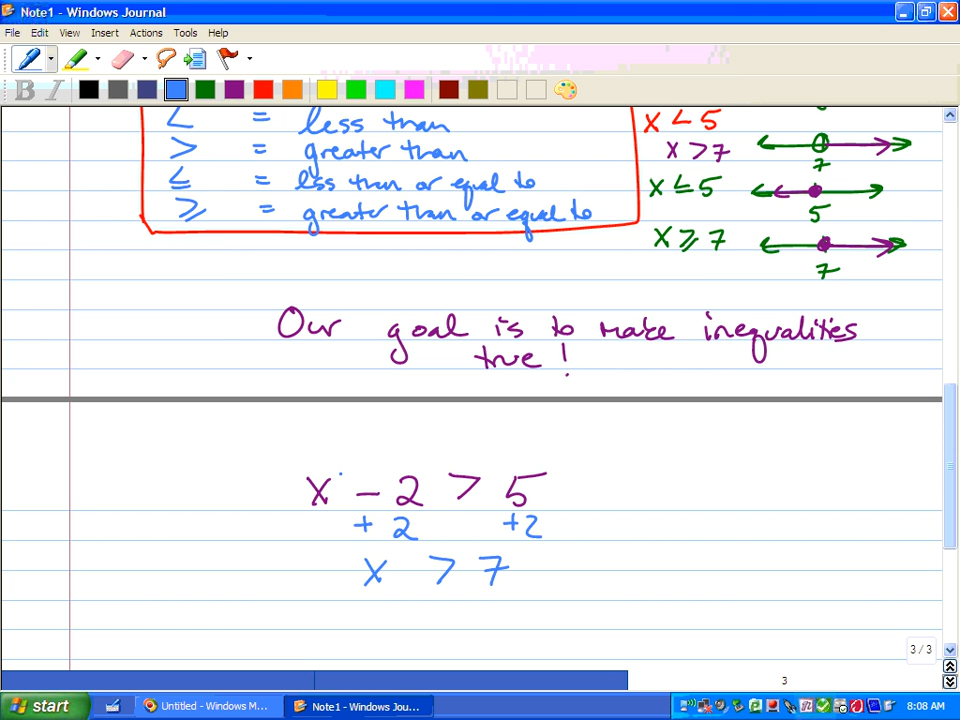 Note1 - Windows Journal
File Edit View Insert Actions Tools Help
B I
< = less than
> = greater than
≤ = less than or equal to
≥ = greater than or equal to
x < 5
x > 7
7
x ≤ 5
5
x ≥ 7
7
Our goal is to make inequalities
true!
x - 2 > 5
+ 2 +2
x > 7
3 / 3
3
start Untitled - Windows M... Note1 - Windows Jou... 8:08 AM